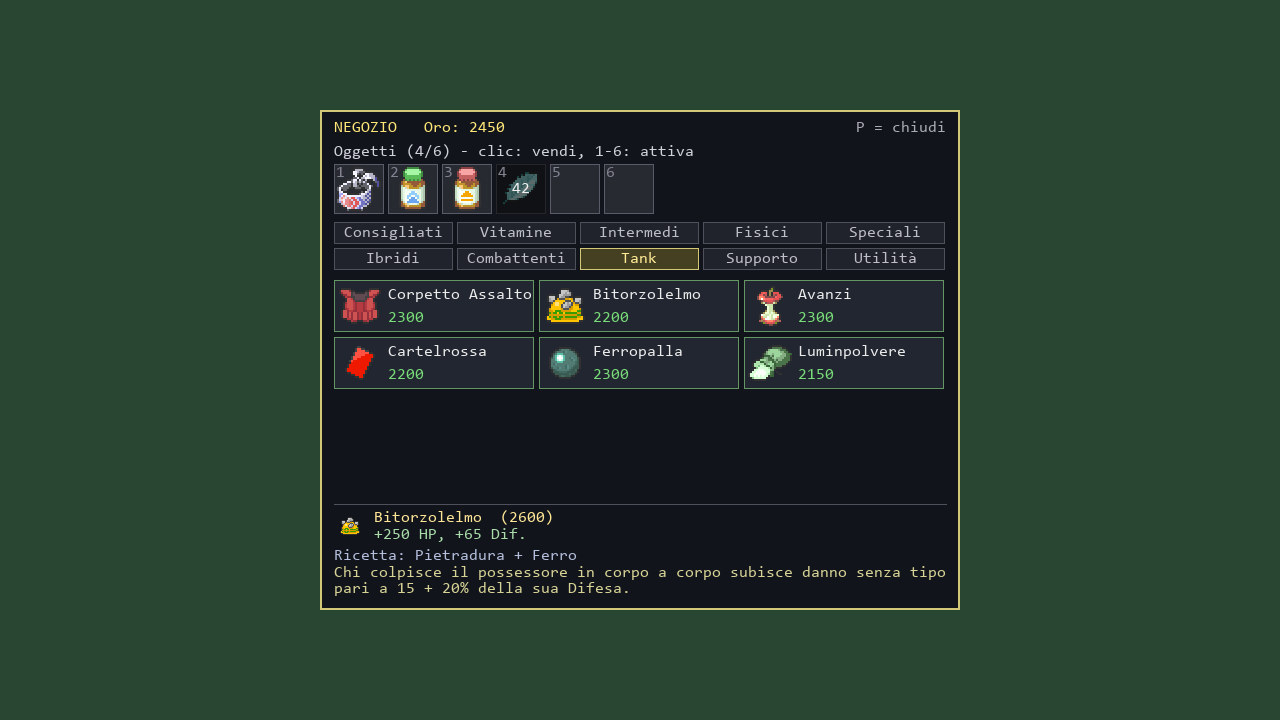 NEGOZIO Oro: 2450 P = chiudi
Oggetti (4/6) - clic: vendi, 1-6: attiva
1 2 3 4 5 6
42
Consigliati Vitamine Intermedi Fisici Speciali
Ibridi Combattenti Tank Supporto Utilità
Corpetto Assalto Bitorzolelmo Avanzi
2300 2200 2300
Cartelrossa Ferropalla Luminpolvere
2200 2300 2150
Bitorzolelmo (2600)
+250 HP, +65 Dif.
Ricetta: Pietradura + Ferro
Chi colpisce il possessore in corpo a corpo subisce danno senza tipo
pari a 15 + 20% della sua Difesa.